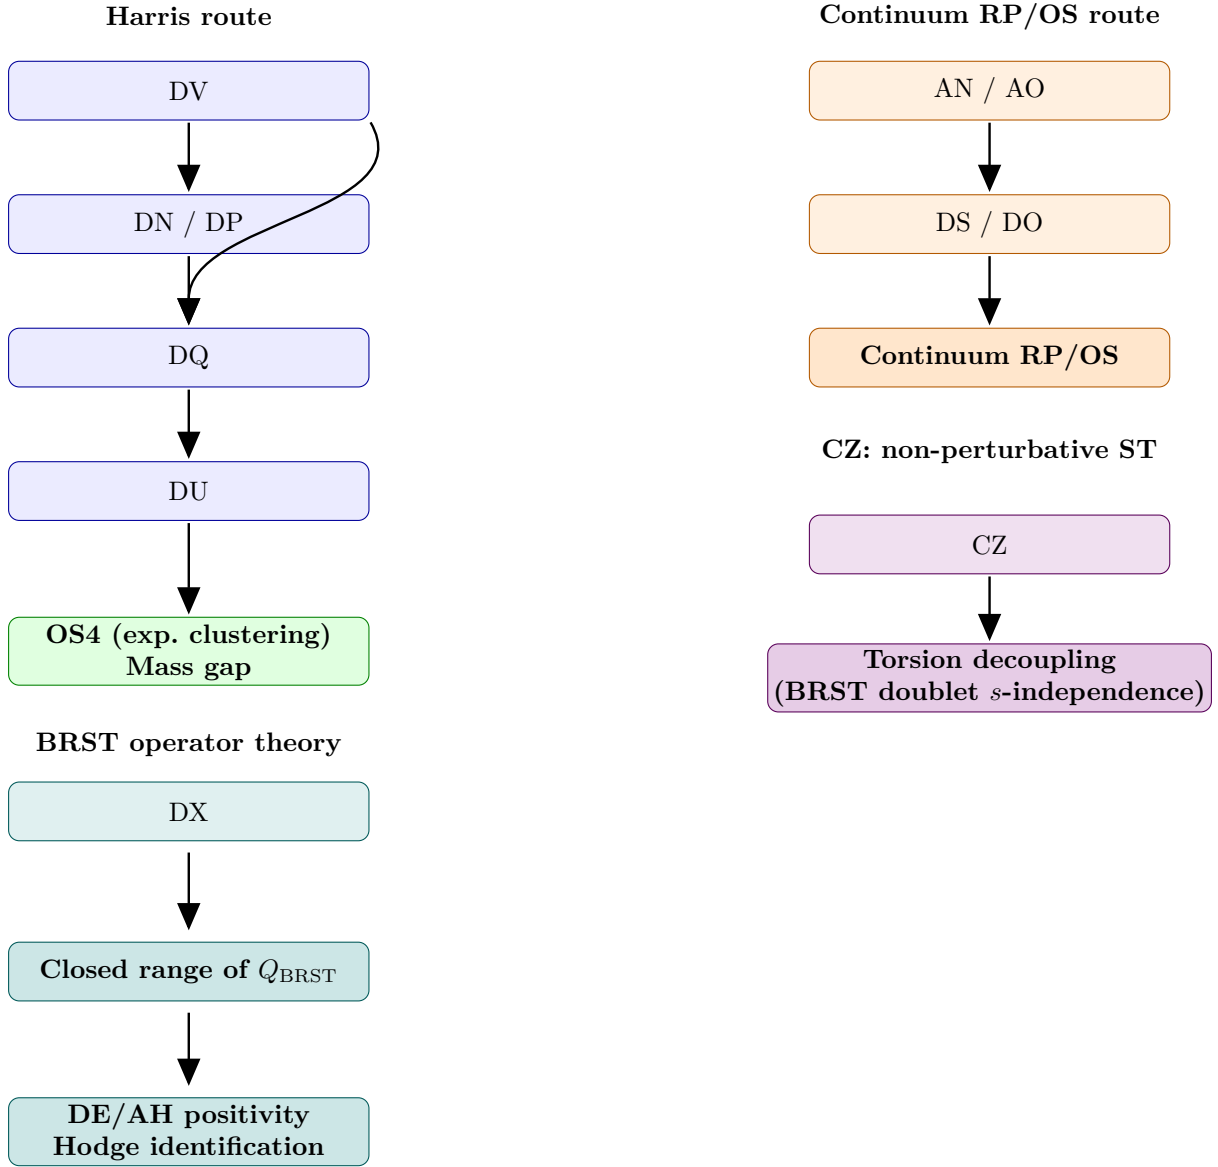 Harris route
DV
DN / DP
DQ
DU
OS4 (exp. clustering)
Mass gap
BRST operator theory
DX
Closed range of Q_BRST
DE/AH positivity
Hodge identification
Continuum RP/OS route
AN / AO
DS / DO
Continuum RP/OS
CZ: non-perturbative ST
CZ
Torsion decoupling
(BRST doublet s-independence)